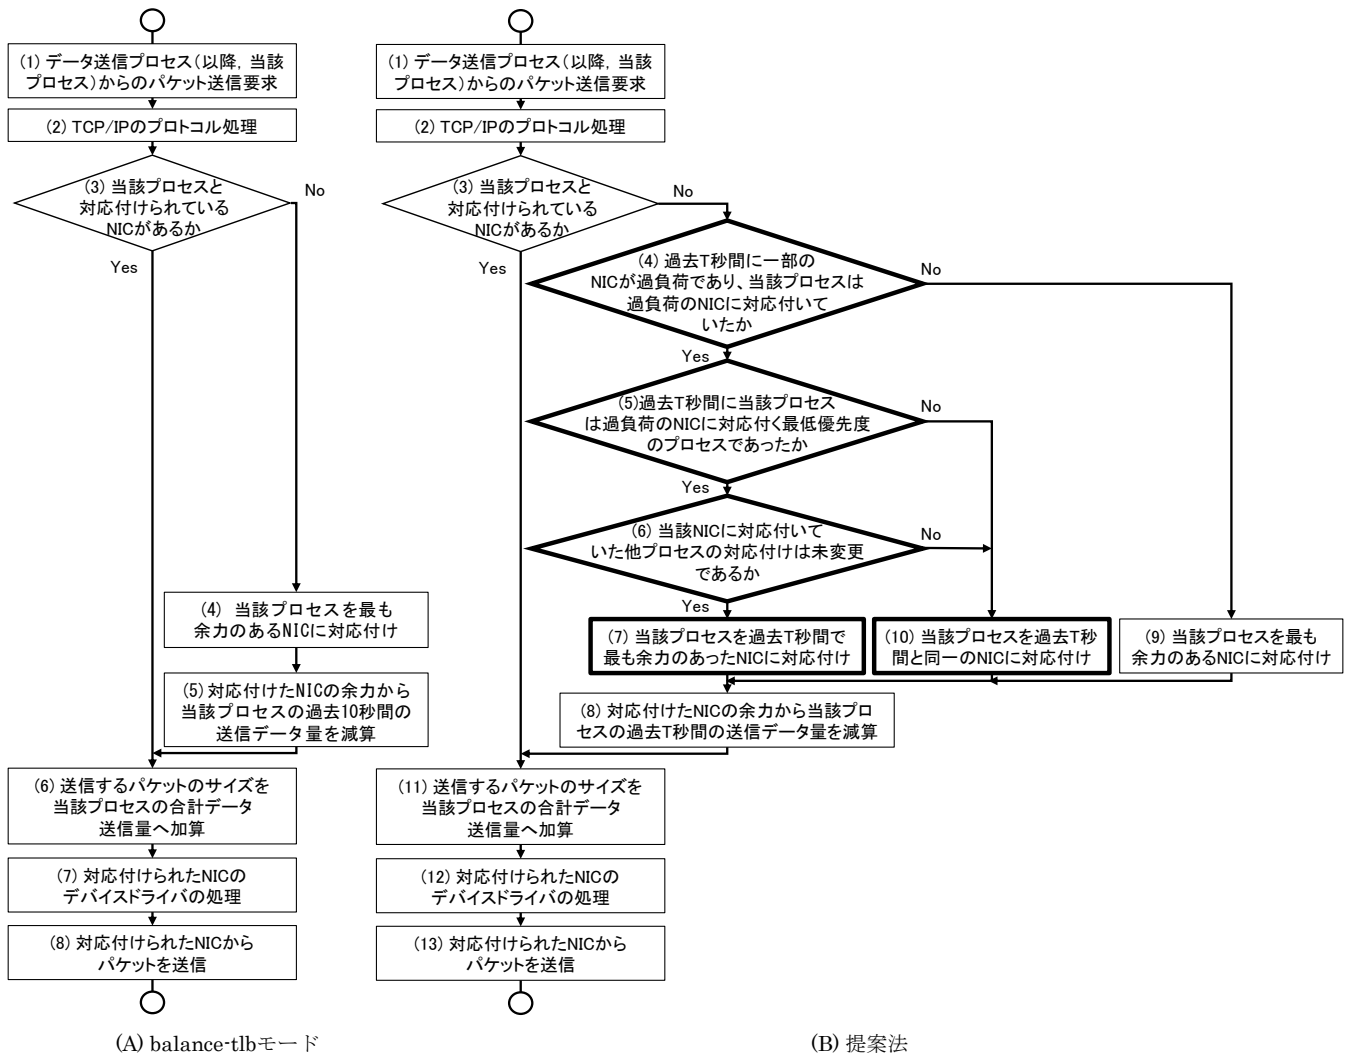 (1) データ送信プロセス(以降, 当該
プロセス)からのパケット送信要求
(2) TCP/IPのプロトコル処理
(3) 当該プロセスと
対応付けられている
NICがあるか
No
Yes
(4) 当該プロセスを最も
余力のあるNICに対応付け
(5) 対応付けたNICの余力から
当該プロセスの過去10秒間の
送信データ量を減算
(6) 送信するパケットのサイズを
当該プロセスの合計データ
送信量へ加算
(7) 対応付けられたNICの
デバイスドライバの処理
(8) 対応付けられたNICから
パケットを送信
(A) balance-tlbモード
(1) データ送信プロセス(以降, 当該
プロセス)からのパケット送信要求
(2) TCP/IPのプロトコル処理
(3) 当該プロセスと
対応付けられている
NICがあるか
No
Yes
(4) 過去T秒間に一部の
NICが過負荷であり、当該プロセスは
過負荷のNICに対応付いて
いたか
No
Yes
(5)過去T秒間に当該プロセス
は過負荷のNICに対応付く最低優先度
のプロセスであったか
No
Yes
(6) 当該NICに対応付いて
いた他プロセスの対応付けは未変更
であるか
No
Yes
(7) 当該プロセスを過去T秒間で
最も余力のあったNICに対応付け
(10) 当該プロセスを過去T秒
間と同一のNICに対応付け
(9) 当該プロセスを最も
余力のあるNICに対応付け
(8) 対応付けたNICの余力から当該プロ
セスの過去T秒間の送信データ量を減算
(11) 送信するパケットのサイズを
当該プロセスの合計データ
送信量へ加算
(12) 対応付けられたNICの
デバイスドライバの処理
(13) 対応付けられたNICから
パケットを送信
(B) 提案法